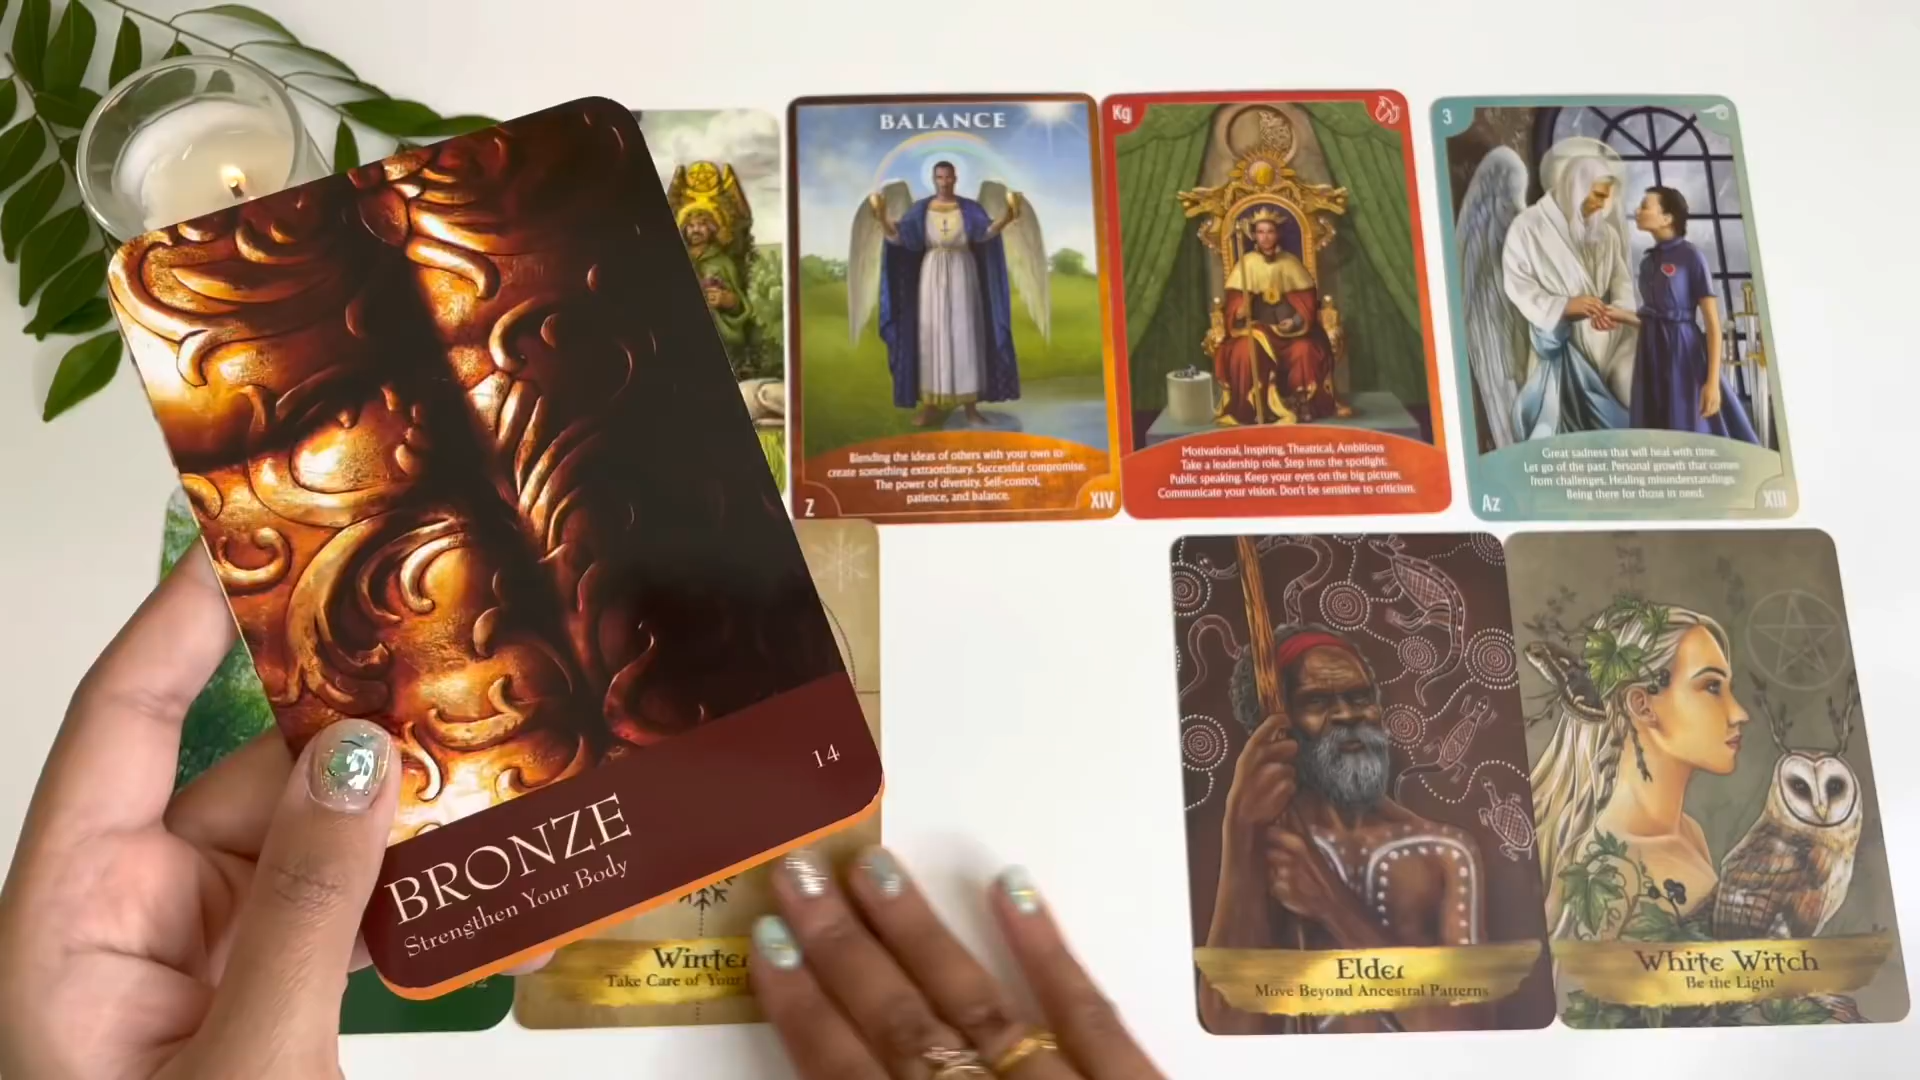 BALANCE
Blending the ideas of others with your own to
create something extraordinary. Successful compromise.
The power of diversity. Self-control,
patience, and balance.
Z
XIV
Kg
Motivational, Inspiring, Theatrical, Ambitious
Take a leadership role. Step into the spotlight.
Public speaking. Keep your eyes on the big picture.
Communicate your vision. Don't be sensitive to criticism.
3
Great sadness that will heal with time.
Let go of the past. Personal growth that comes
from challenges. Healing misunderstandings.
Being there for those in need.
Az
XIII
14
BRONZE
Strengthen Your Body
Winter
Take Care of Your
Elder
Move Beyond Ancestral Patterns
White Witch
Be the Light